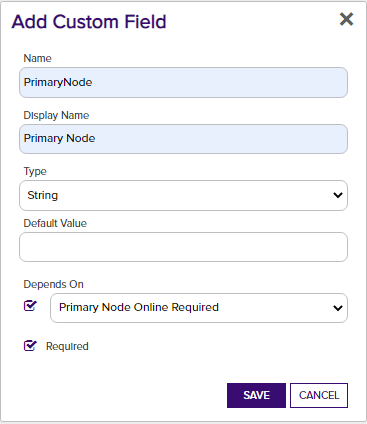 Add Custom Field
Name
PrimaryNode
Display Name
Primary Node
Type
String
Default Value
Depends On
Primary Node Online Required
Required
SAVE CANCEL